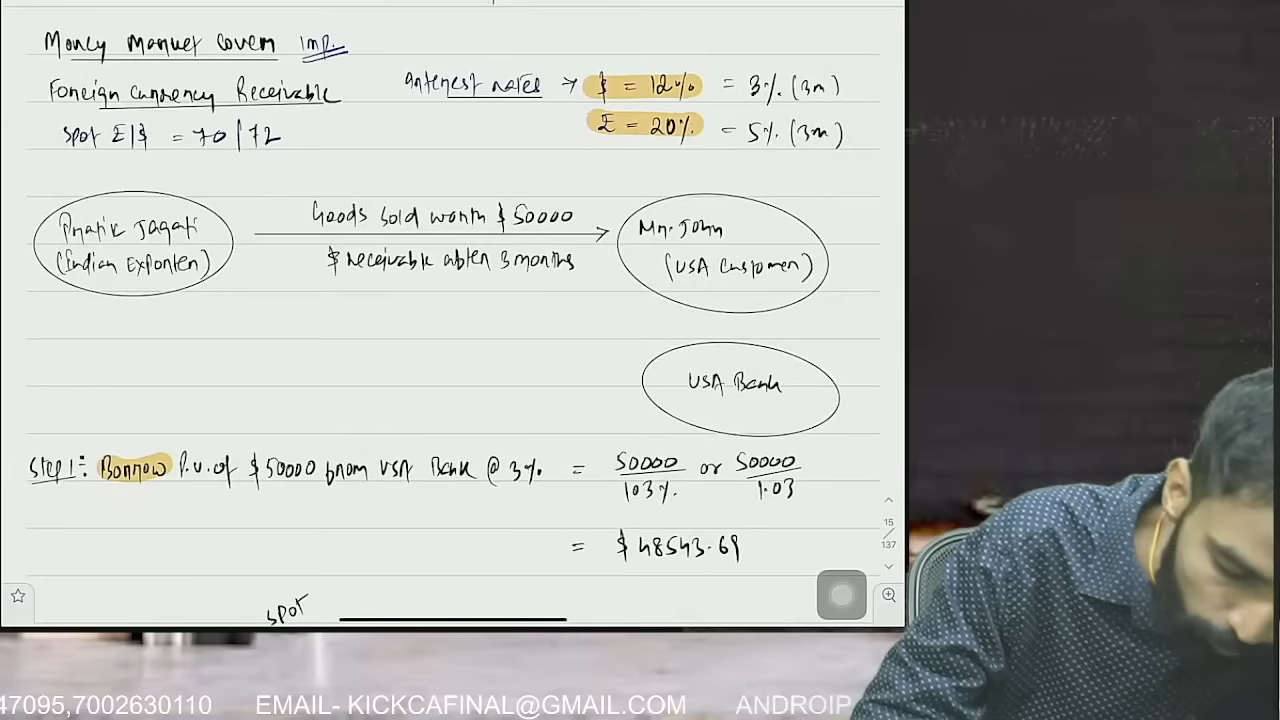 Money Market Cover Imp.
Foreign Currency Receivable
Interest rates → $ = 12% = 3% (3m)
Spot ₹/$ = 70/72
₹ = 20% = 5% (3m)
Pratik Jagati
(Indian Exporter)
Goods sold worth $50000
$ receivable after 3 months
Mr. John
(USA Customer)
USA Bank
Step 1: Borrow P.V. of $50000 from USA Bank @ 3% = 50000/103% or 50000/1.03
= $48543.69
15
137
spot
47095,7002630110 EMAIL- KICKCAFINAL@GMAIL.COM ANDROIP